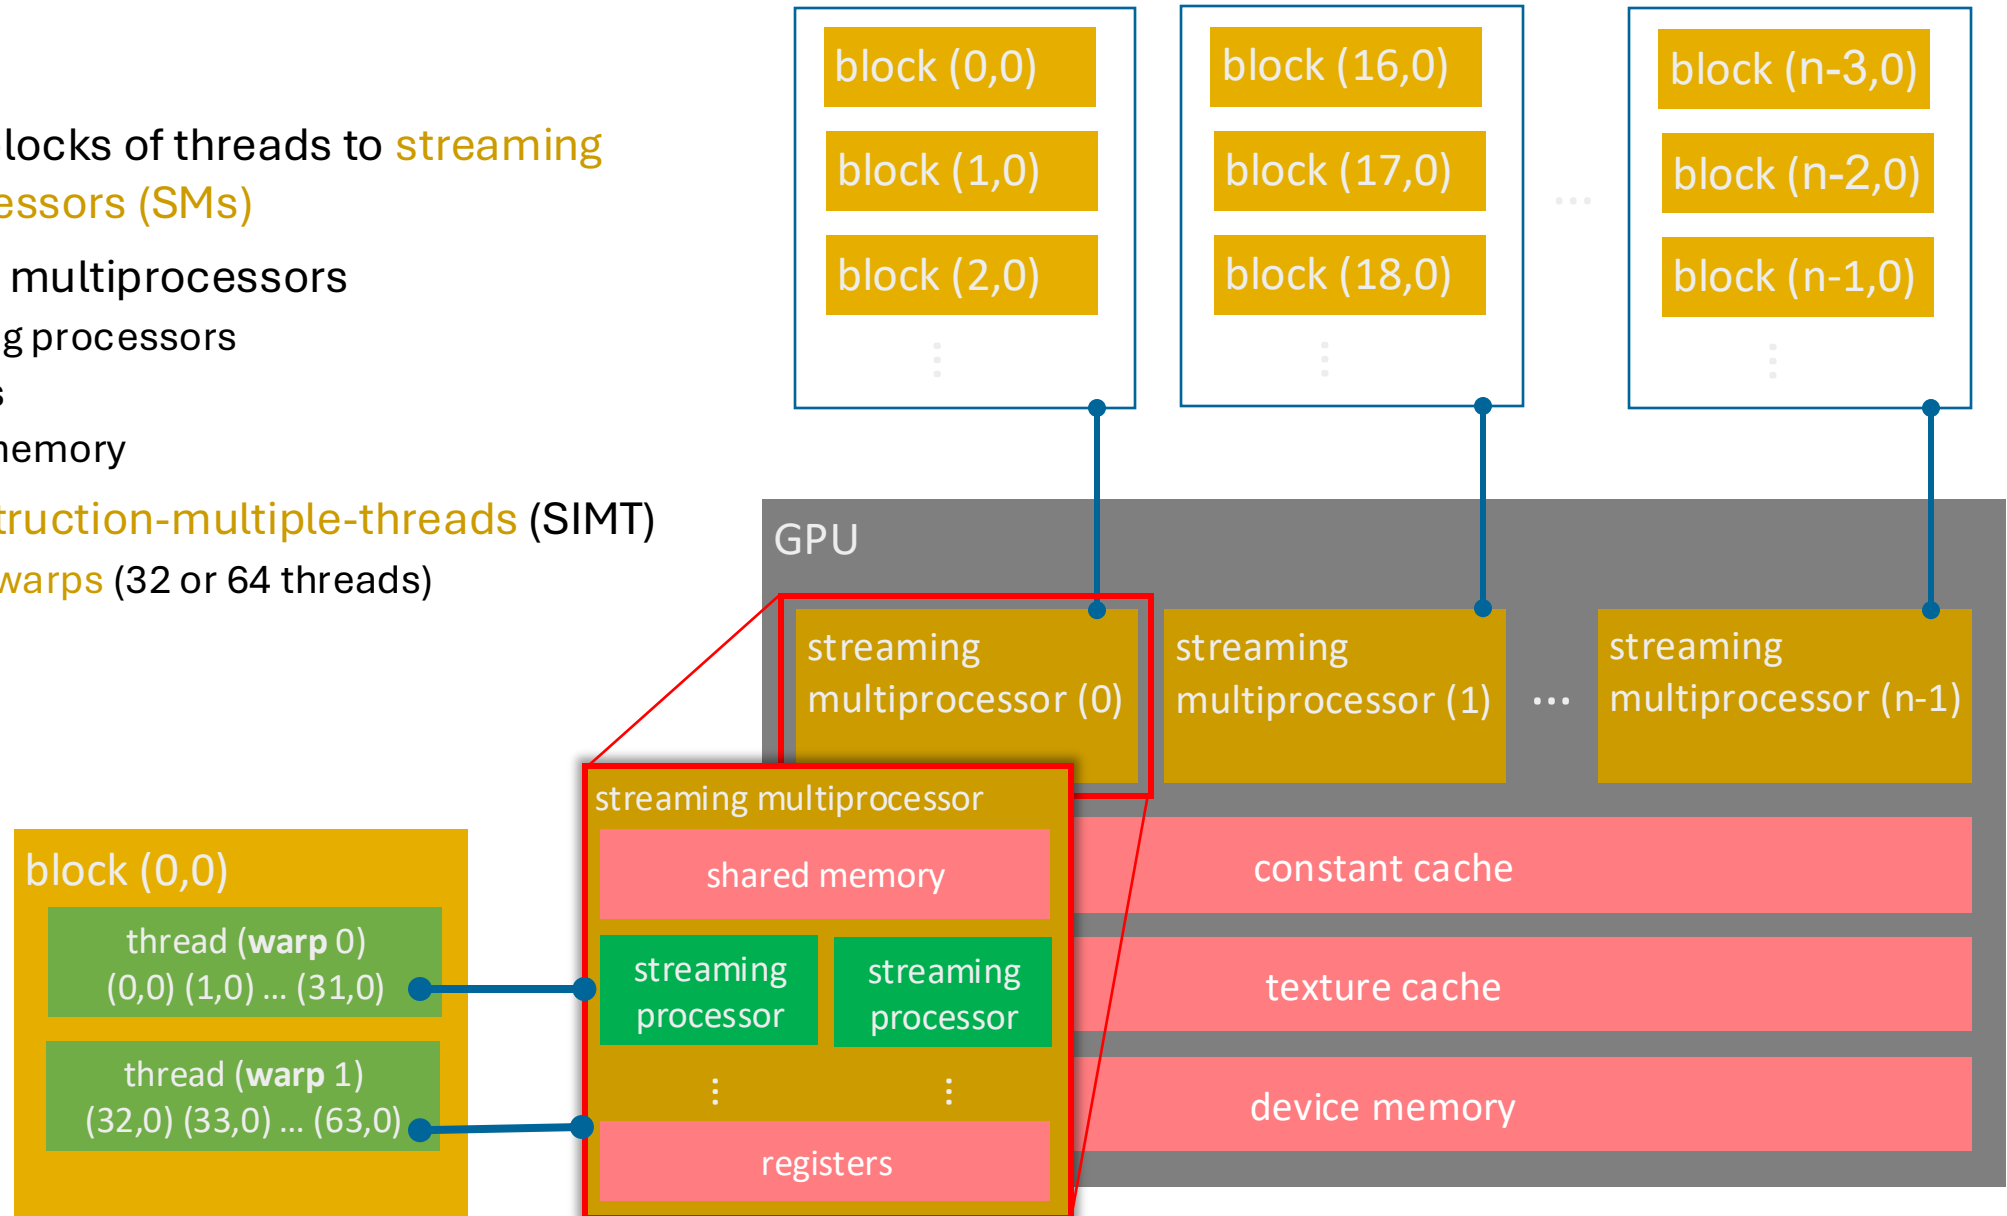 locks of threads to streaming
essors (SMs)
multiprocessors
g processors
s
memory
truction-multiple-threads (SIMT)
warps (32 or 64 threads)
block (0,0)
block (1,0)
block (2,0)
⋮
block (16,0)
block (17,0)
block (18,0)
⋮
...
block (n-3,0)
block (n-2,0)
block (n-1,0)
⋮
GPU
streaming
multiprocessor (0)
streaming
multiprocessor (1)
...
streaming
multiprocessor (n-1)
streaming multiprocessor
shared memory
streaming
processor
streaming
processor
⋮ ⋮
registers
constant cache
texture cache
device memory
block (0,0)
thread (warp 0)
(0,0) (1,0) ... (31,0)
thread (warp 1)
(32,0) (33,0) ... (63,0)